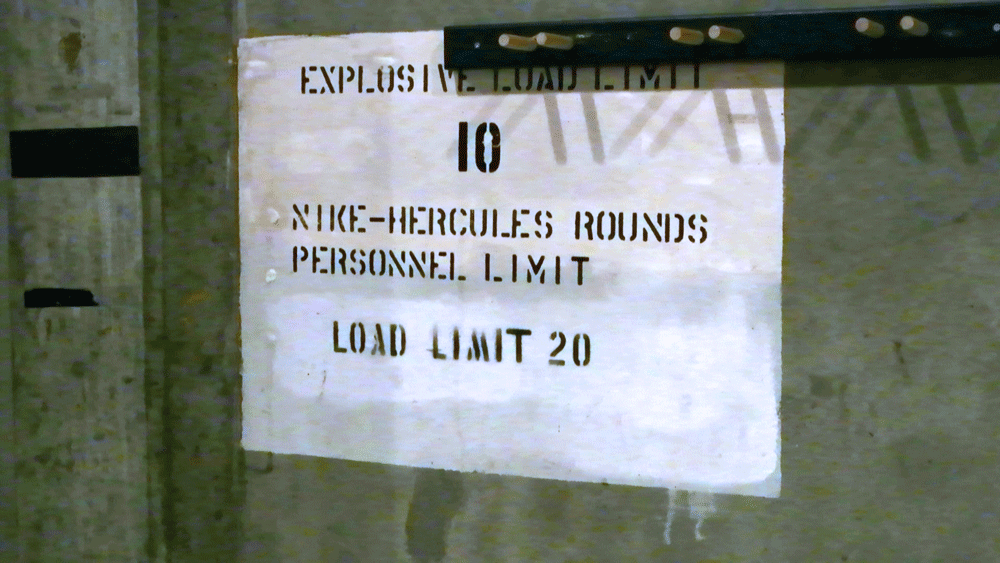 EXPLOSIVE LOAD LIMIT
10
NIKE-HERCULES ROUNDS
PERSONNEL LIMIT
LOAD LIMIT 20